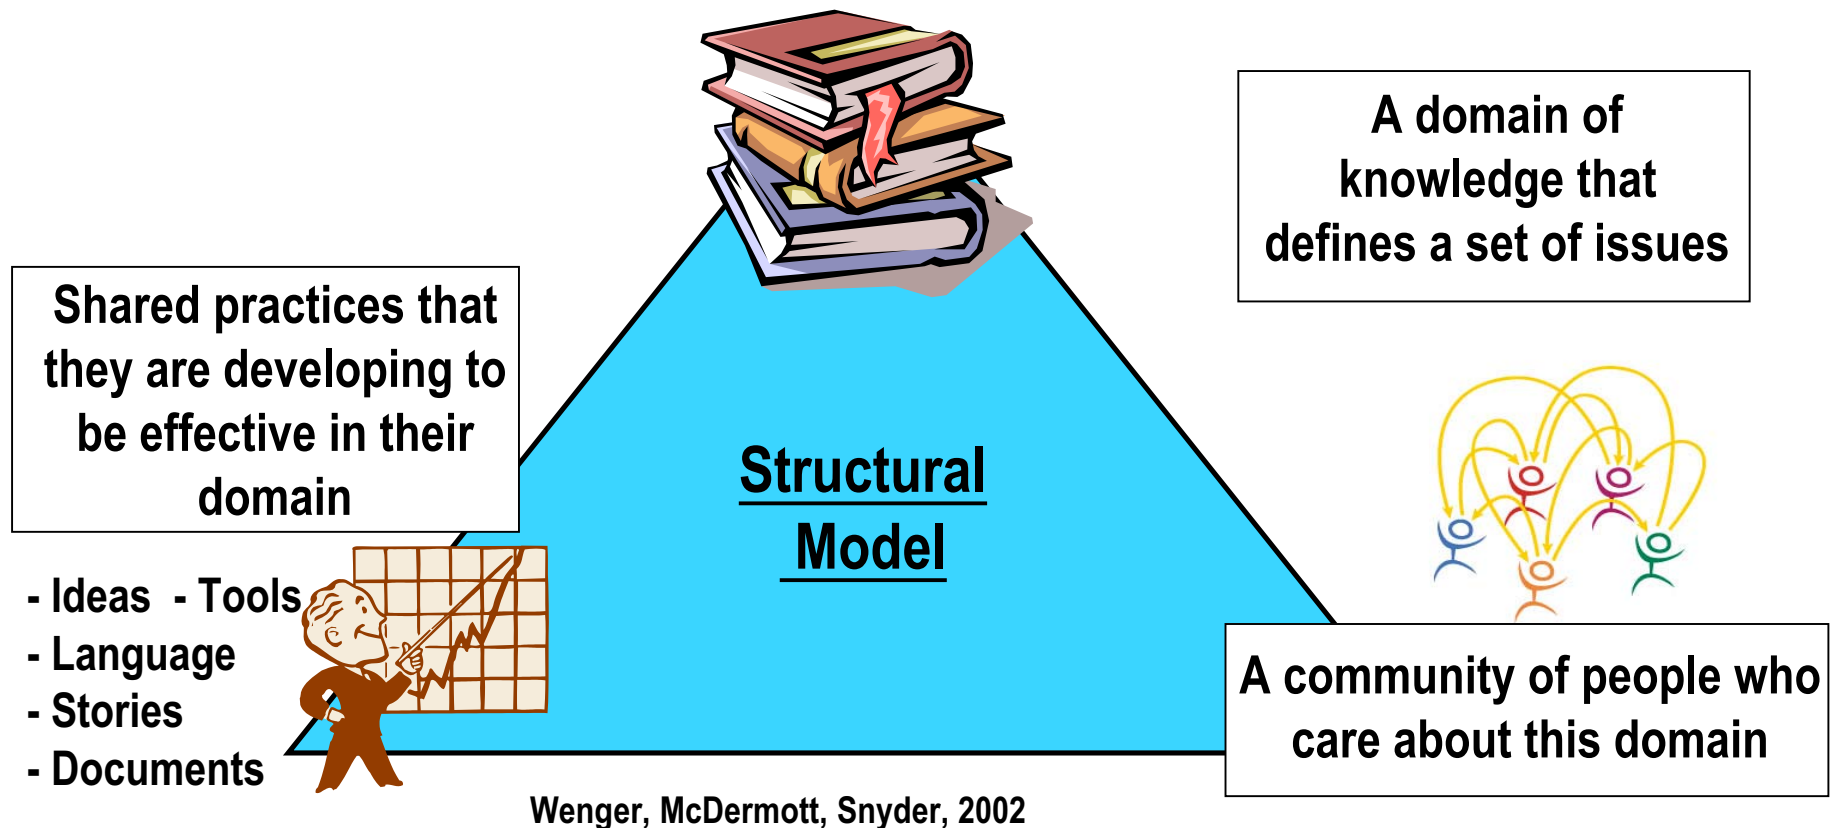 A domain of
knowledge that
defines a set of issues
Shared practices that
they are developing to
be effective in their
domain
Structural
Model
- Ideas - Tools
- Language
- Stories
- Documents
A community of people who
care about this domain
Wenger, McDermott, Snyder, 2002